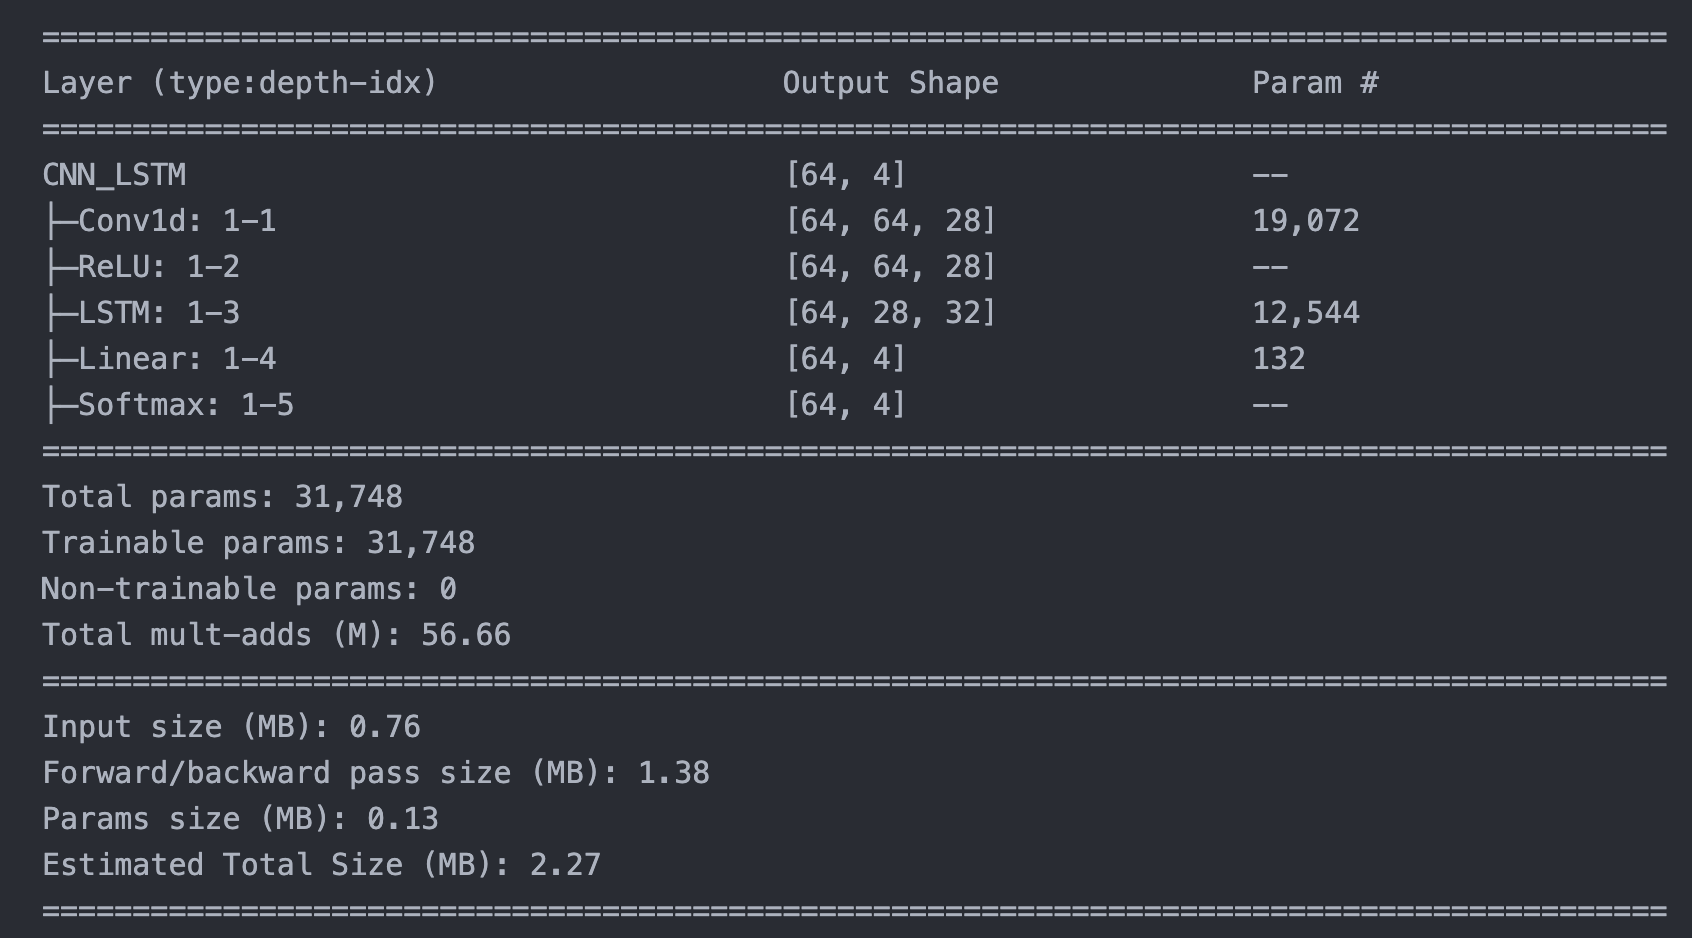 ==========================================================================================
Layer (type:depth-idx)                   Output Shape              Param #
==========================================================================================
CNN_LSTM                                 [64, 4]                   --
├─Conv1d: 1-1                            [64, 64, 28]              19,072
├─ReLU: 1-2                              [64, 64, 28]              --
├─LSTM: 1-3                              [64, 28, 32]              12,544
├─Linear: 1-4                            [64, 4]                   132
├─Softmax: 1-5                           [64, 4]                   --
==========================================================================================
Total params: 31,748
Trainable params: 31,748
Non-trainable params: 0
Total mult-adds (M): 56.66
==========================================================================================
Input size (MB): 0.76
Forward/backward pass size (MB): 1.38
Params size (MB): 0.13
Estimated Total Size (MB): 2.27
==========================================================================================